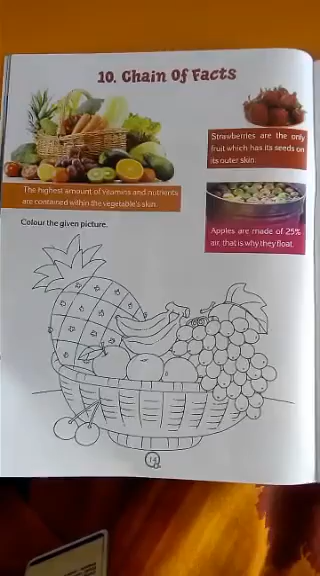 10. Chain Of Facts
Strawberries are the only
fruit which has its seeds on
its outer skin.
The highest amount of vitamins and nutrients
are contained within the vegetable's skin.
Apples are made of 25%
air, that is why they float.
Colour the given picture.
14